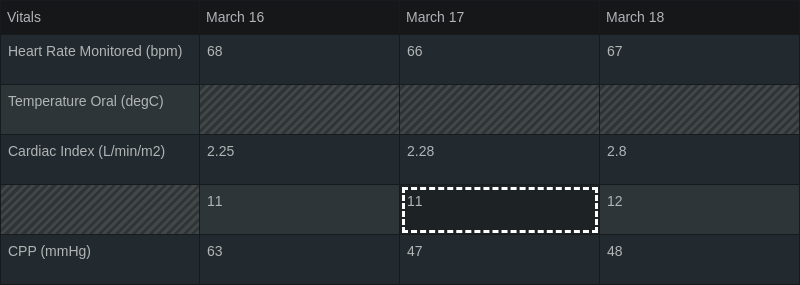 Vitals March 16 March 17 March 18
Heart Rate Monitored (bpm) 68 66 67
Temperature Oral (degC)
Cardiac Index (L/min/m2) 2.25 2.28 2.8
11 11 12
CPP (mmHg) 63 47 48